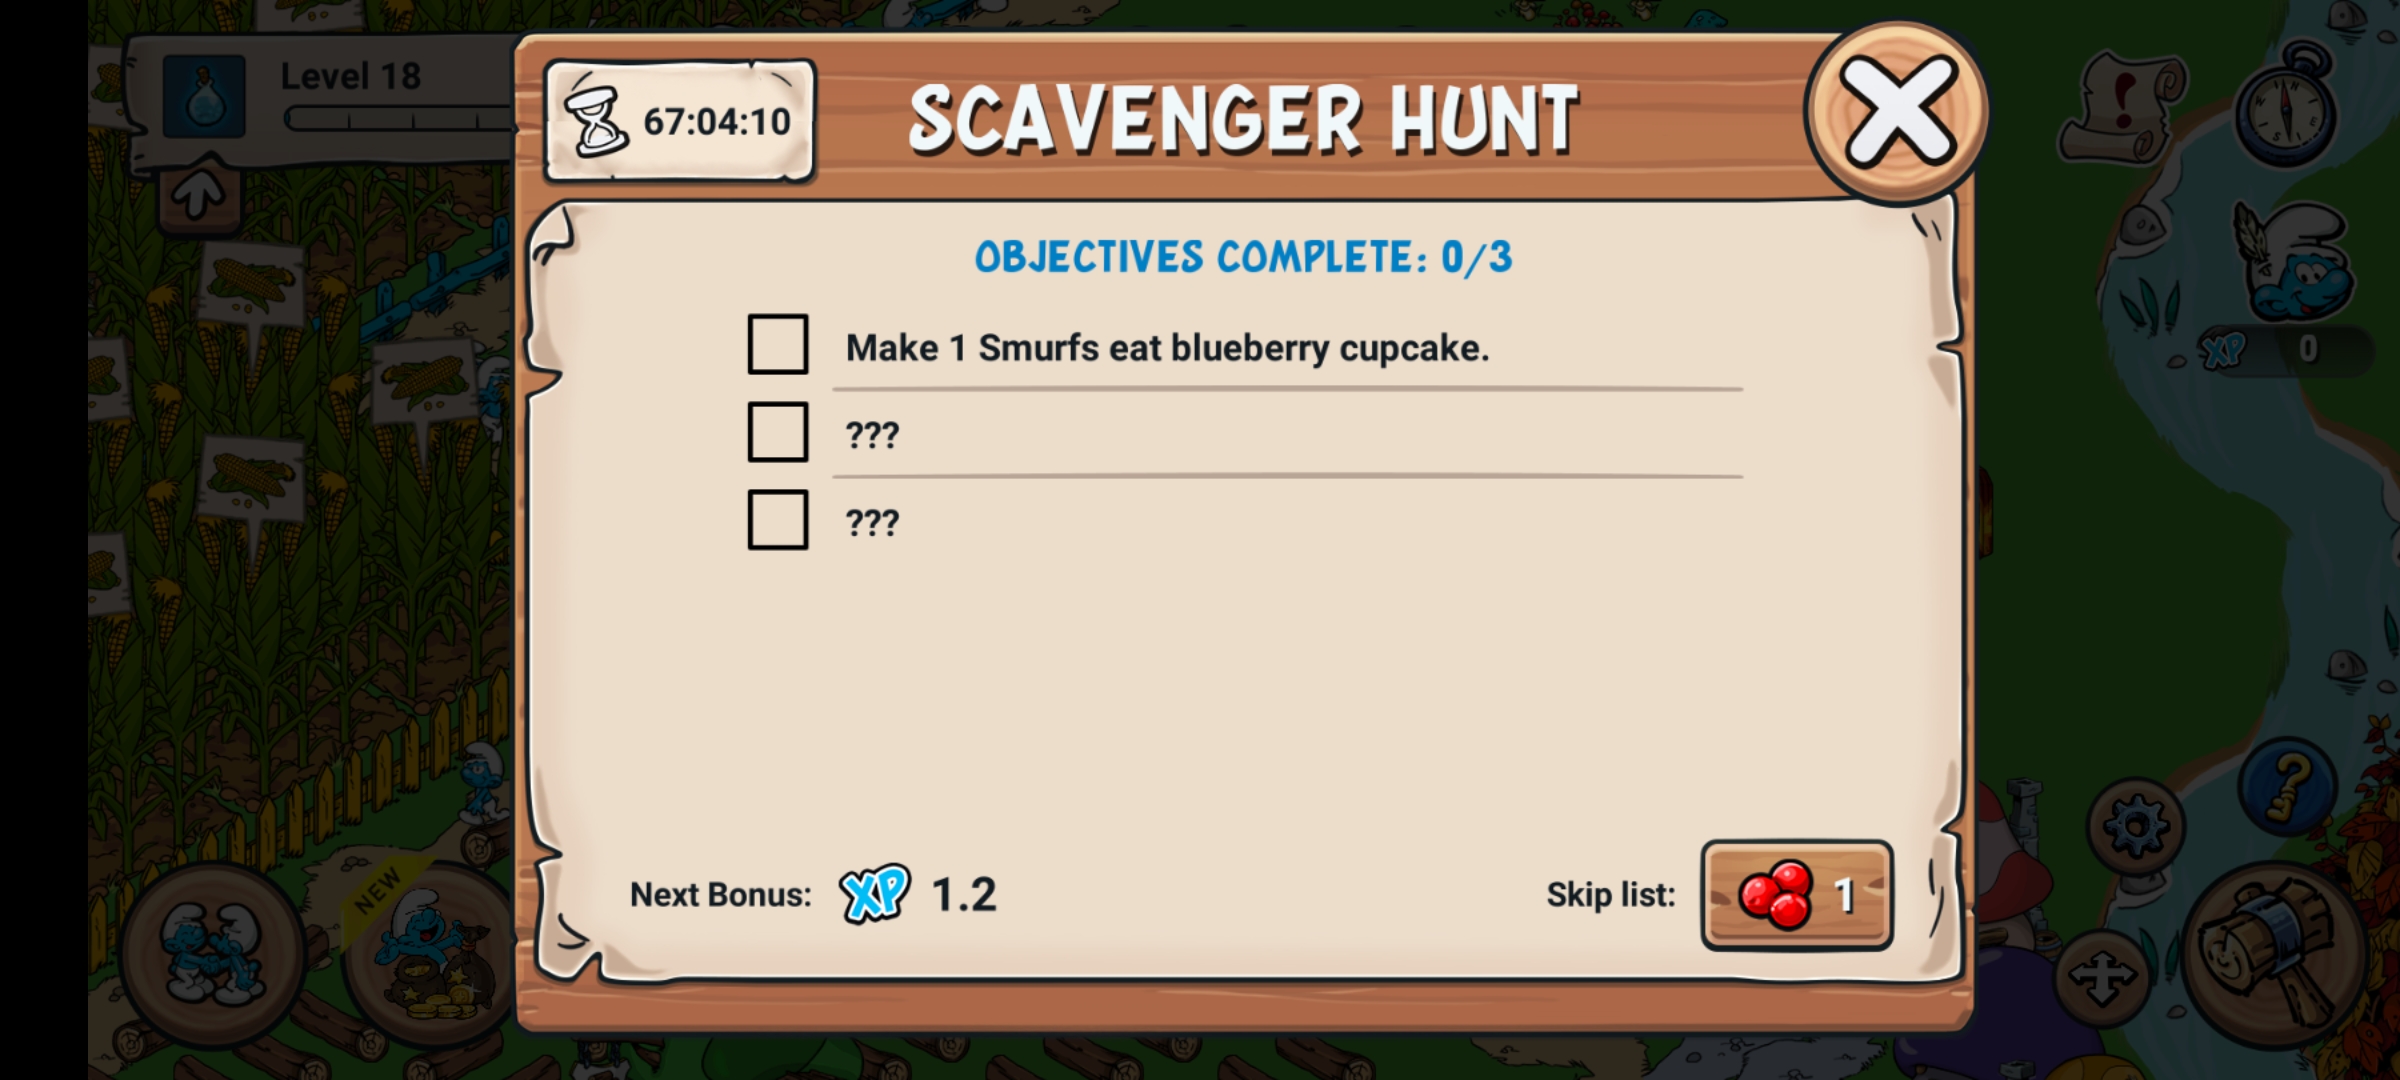 Level 18
67:04:10
SCAVENGER HUNT
OBJECTIVES COMPLETE: 0/3
Make 1 Smurfs eat blueberry cupcake.
???
???
XP 0
NEW
Next Bonus: XP 1.2
Skip list: 1